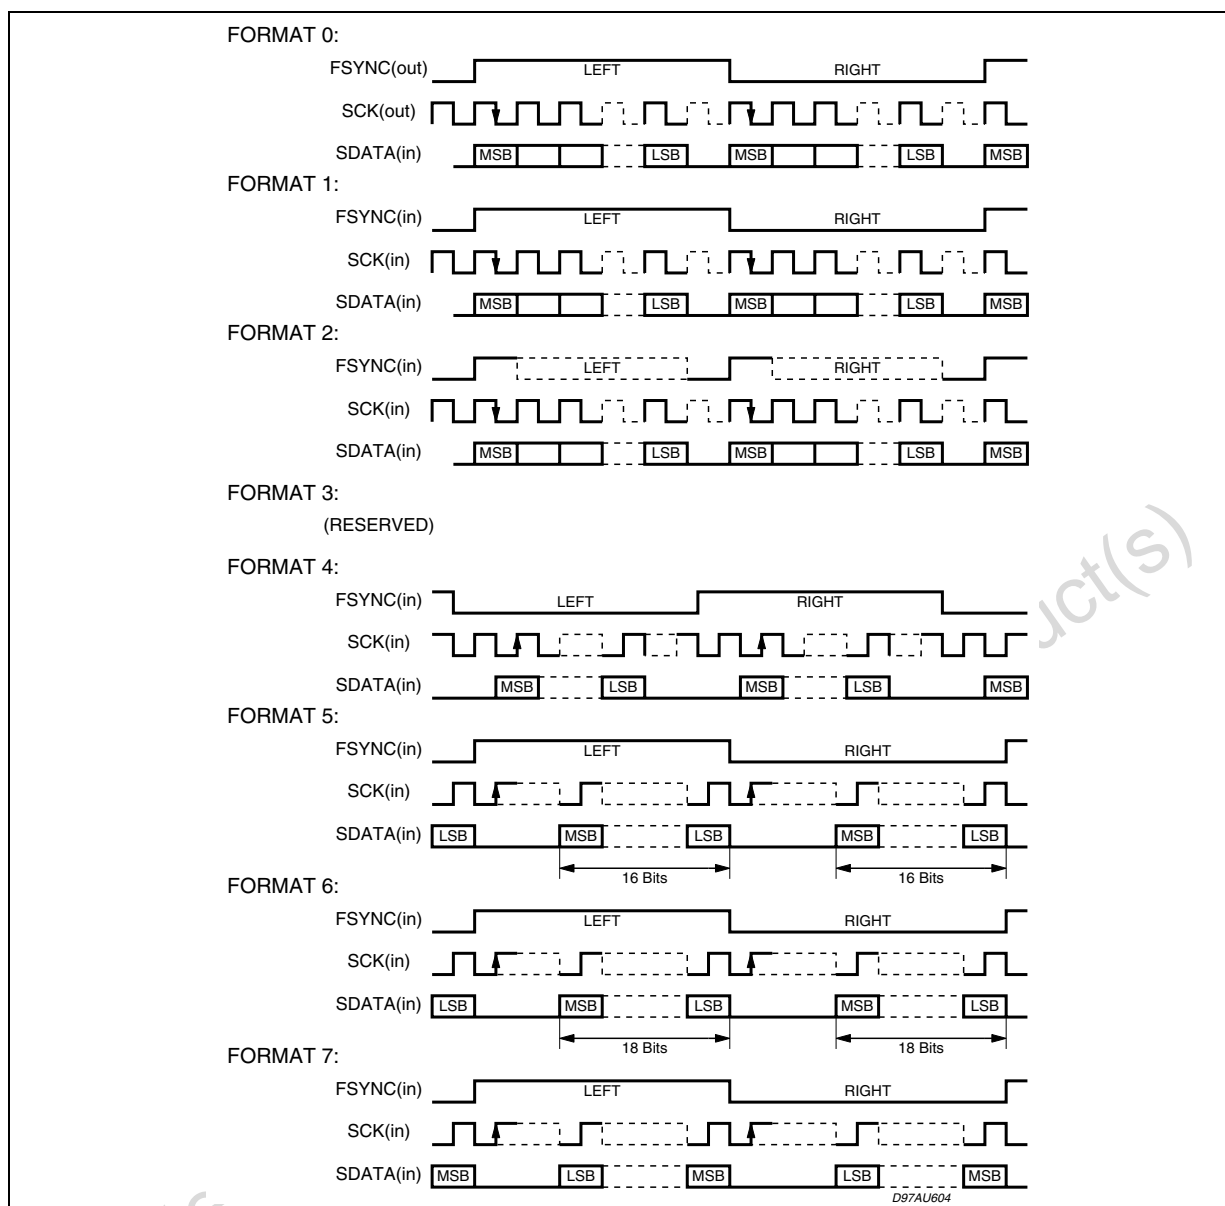 FORMAT 0:
FSYNC(out) LEFT RIGHT
SCK(out)
SDATA(in) MSB LSB MSB LSB MSB
FORMAT 1:
FSYNC(in) LEFT RIGHT
SCK(in)
SDATA(in) MSB LSB MSB LSB MSB
FORMAT 2:
FSYNC(in) LEFT RIGHT
SCK(in)
SDATA(in) MSB LSB MSB LSB MSB
FORMAT 3:
(RESERVED)
FORMAT 4:
FSYNC(in) LEFT RIGHT
SCK(in)
SDATA(in) MSB LSB MSB LSB MSB
FORMAT 5:
FSYNC(in) LEFT RIGHT
SCK(in)
SDATA(in) LSB MSB LSB MSB LSB
16 Bits 16 Bits
FORMAT 6:
FSYNC(in) LEFT RIGHT
SCK(in)
SDATA(in) LSB MSB LSB MSB LSB
18 Bits 18 Bits
FORMAT 7:
FSYNC(in) LEFT RIGHT
SCK(in)
SDATA(in) MSB LSB MSB LSB MSB
D97AU604